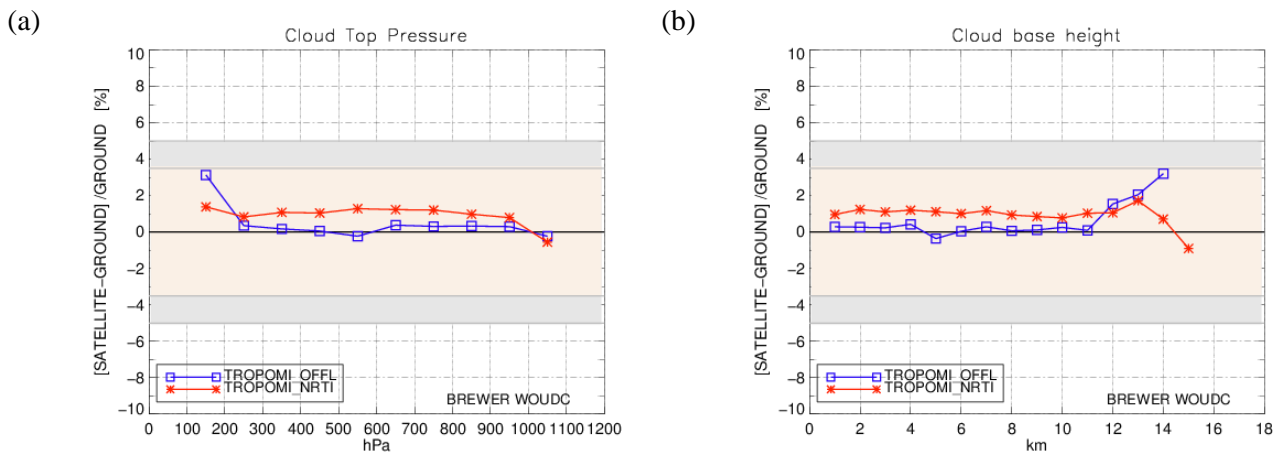 (a)
Cloud Top Pressure
[SATELLITE-GROUND] /GROUND [%]
10
8
6
4
2
0
−2
−4
−6
−8
−10
TROPOMI_OFFL
TROPOMI_NRTI
BREWER WOUDC
0 100 200 300 400 500 600 700 800 900 1000 1100 1200
hPa
(b)
Cloud base height
[SATELLITE-GROUND] /GROUND [%]
10
8
6
4
2
0
−2
−4
−6
−8
−10
TROPOMI_OFFL
TROPOMI_NRTI
BREWER WOUDC
0 2 4 6 8 10 12 14 16 18
km